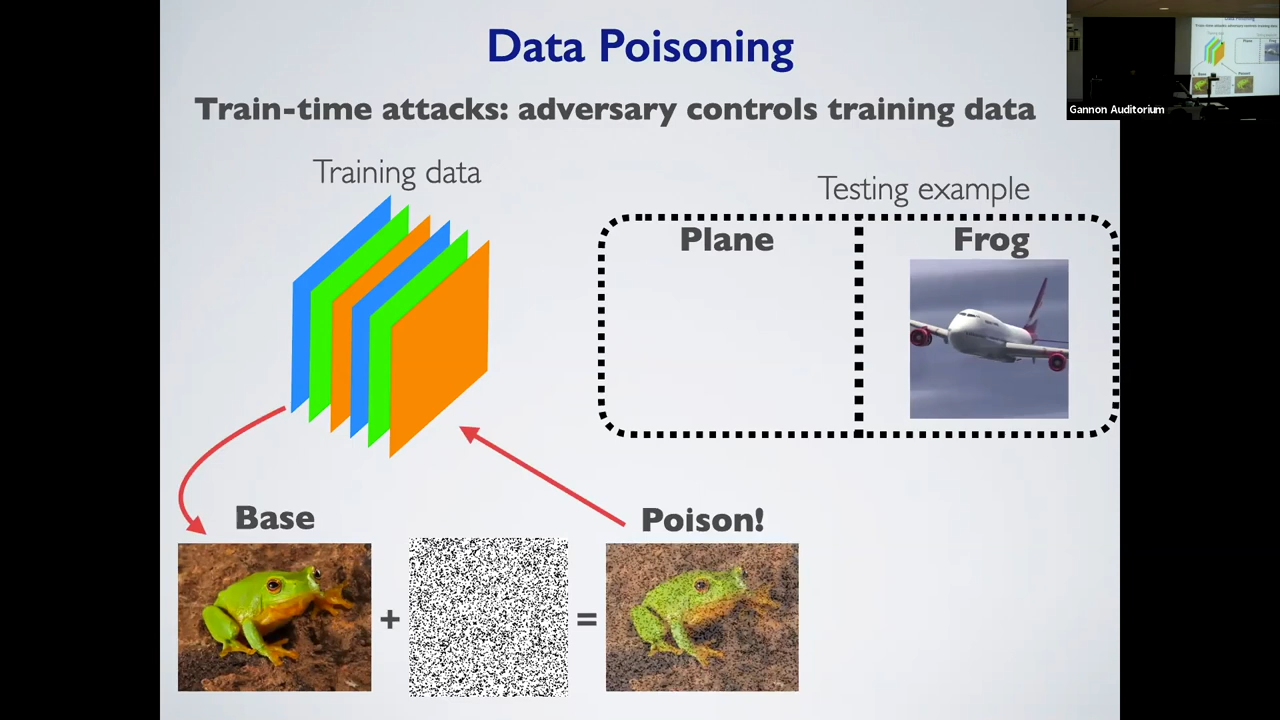 Data Poisoning
Train-time attacks: adversary controls training data
Gannon Auditorium
Training data
Testing example
Plane
Frog
Base
Poison!
+
=